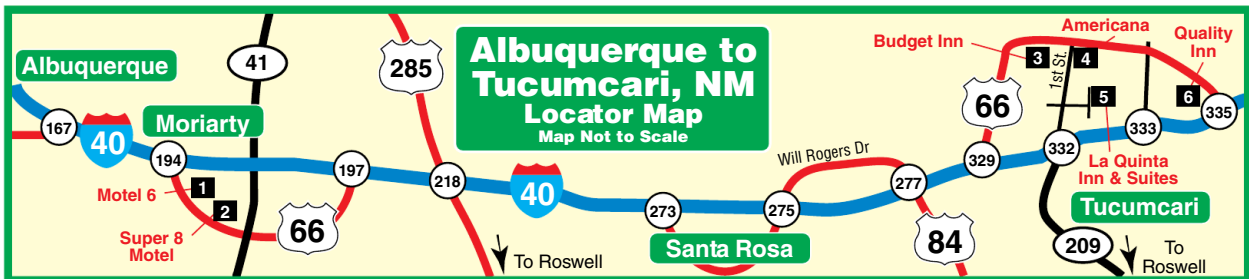 Albuquerque to
Tucumcari, NM
Locator Map
Map Not to Scale
Albuquerque
167
40
Moriarty
194
41
Motel 6
1
2
Super 8
Motel
66
197
285
218
To Roswell
40
273
Santa Rosa
275
Will Rogers Dr
277
84
329
66
Budget Inn
3
1st St.
4
Americana
Quality
Inn
6
5
La Quinta
Inn & Suites
332
333
335
Tucumcari
209
To
Roswell